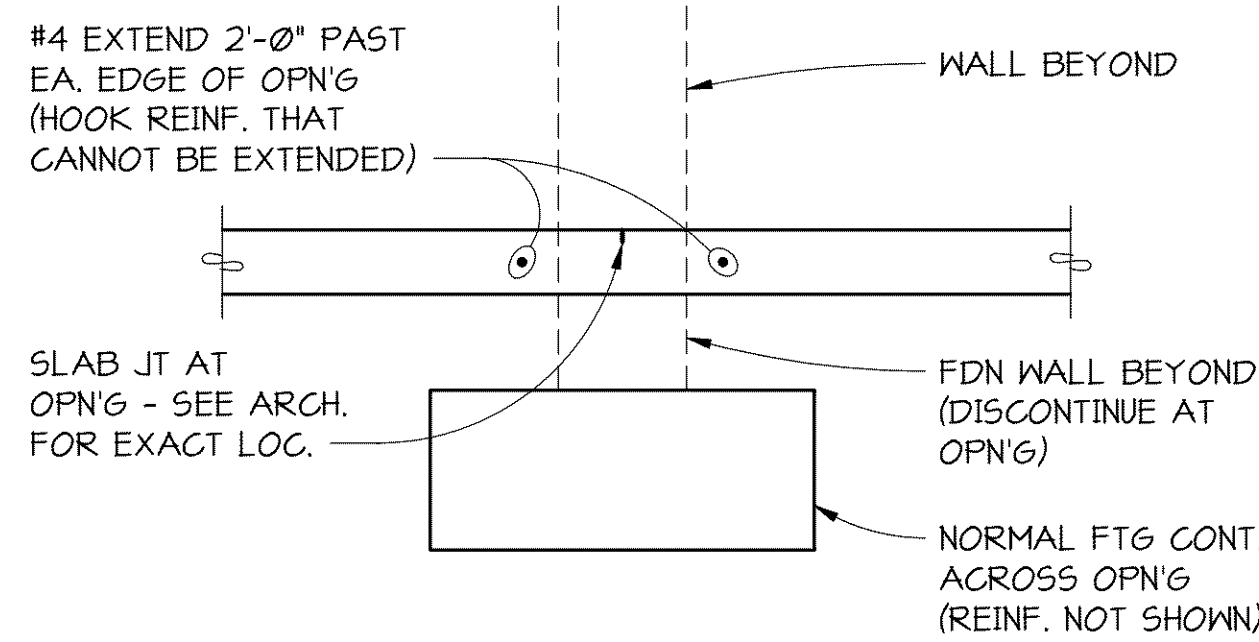 #4 EXTEND 2'-0" PAST
EA. EDGE OF OPN'G
(HOOK REINF. THAT
CANNOT BE EXTENDED)
WALL BEYOND
SLAB JT AT
OPN'G - SEE ARCH.
FOR EXACT LOC.
FDN WALL BEYOND
(DISCONTINUE AT
OPN'G)
NORMAL FTG CONT.
ACROSS OPN'G
(REINF. NOT SHOWN)